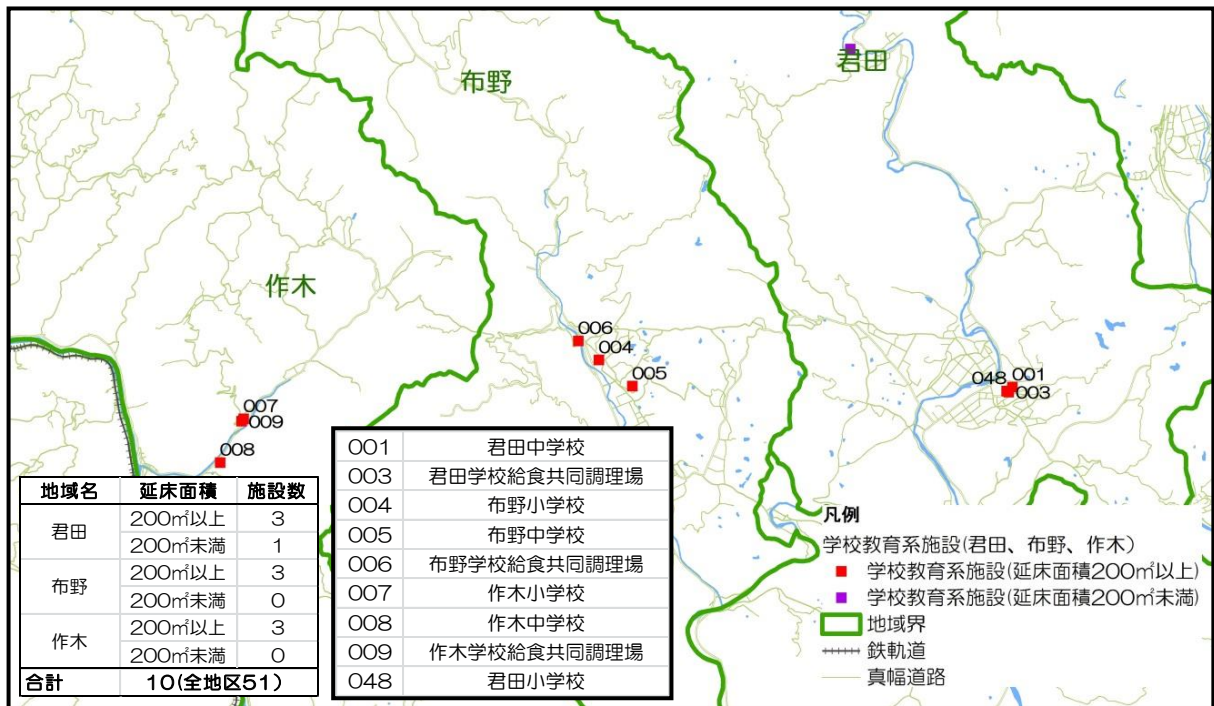 布野
君田
作木
006
004
005
001
048
003
007
009
008
地域名 延床面積 施設数
君田 200㎡以上 3
200㎡未満 1
布野 200㎡以上 3
200㎡未満 0
作木 200㎡以上 3
200㎡未満 0
合計 10(全地区51)
001 君田中学校
003 君田学校給食共同調理場
004 布野小学校
005 布野中学校
006 布野学校給食共同調理場
007 作木小学校
008 作木中学校
009 作木学校給食共同調理場
048 君田小学校
凡例
学校教育系施設(君田、布野、作木)
学校教育系施設(延床面積200㎡以上)
学校教育系施設(延床面積200㎡未満)
地域界
鉄軌道
真幅道路